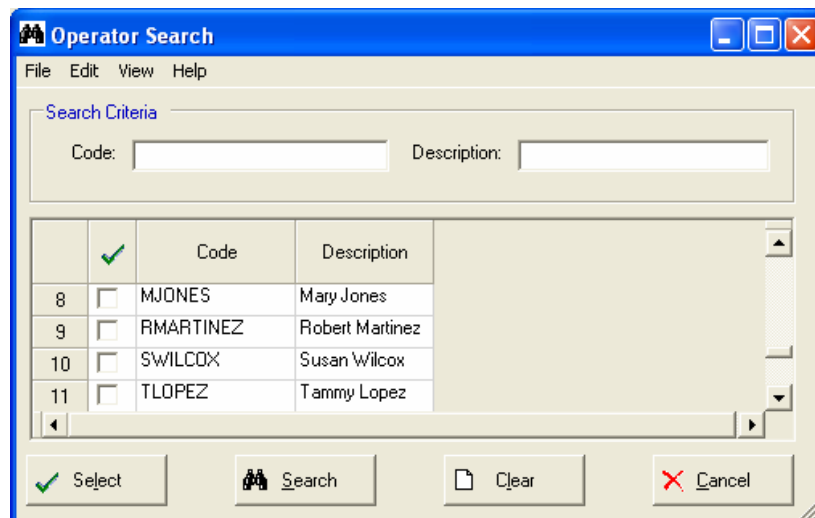 Operator Search
File Edit View Help
Search Criteria
Code: Description:
Code Description
8 MJONES Mary Jones
9 RMARTINEZ Robert Martinez
10 SWILCOX Susan Wilcox
11 TLOPEZ Tammy Lopez
Select Search Clear Cancel